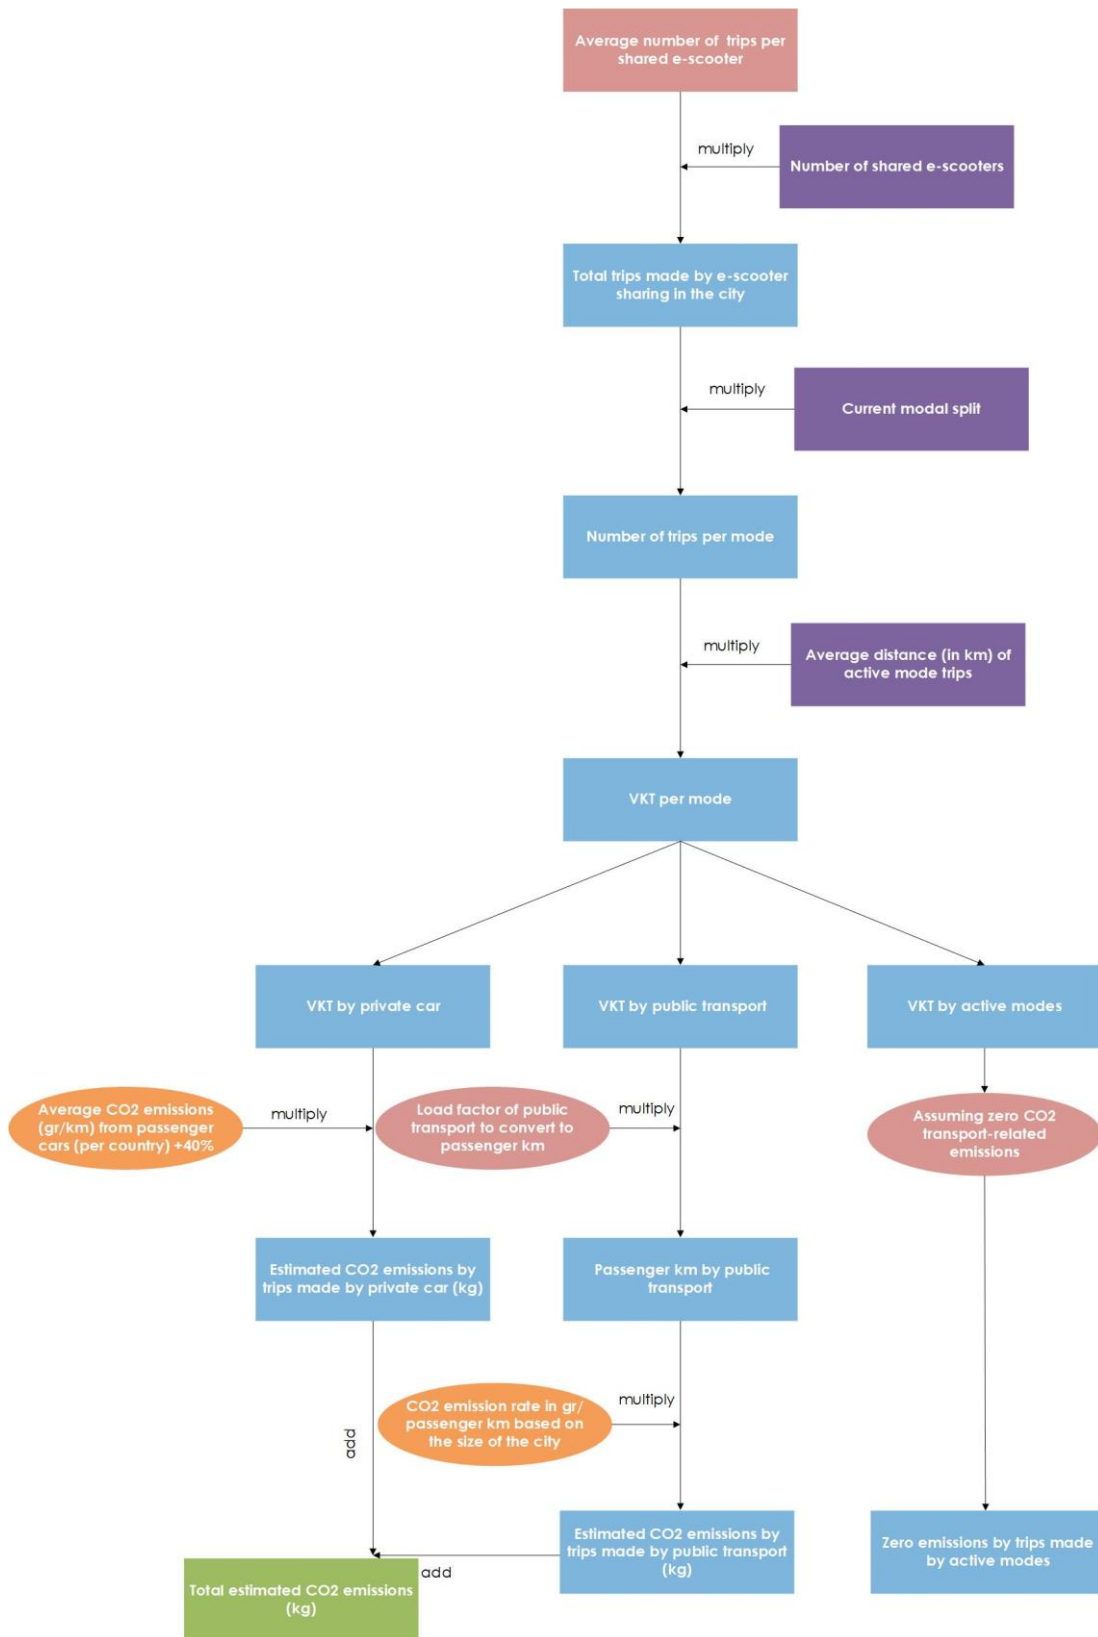 Average number of trips per
shared e-scooter
multiply
Number of shared e-scooters
Total trips made by e-scooter
sharing in the city
multiply
Current modal split
Number of trips per mode
multiply
Average distance (in km) of
active mode trips
VKT per mode
VKT by private car
VKT by public transport
VKT by active modes
Average CO2 emissions
(gr/km) from passenger
cars (per country) +40%
multiply
Load factor of public
transport to convert to
passenger km
multiply
Assuming zero CO2
transport-related
emissions
Estimated CO2 emissions by
trips made by private car (kg)
Passenger km by public
transport
CO2 emission rate in gr/
passenger km based on
the size of the city
multiply
add
Estimated CO2 emissions by
trips made by public transport
(kg)
Zero emissions by trips made
by active modes
add
Total estimated CO2 emissions
(kg)